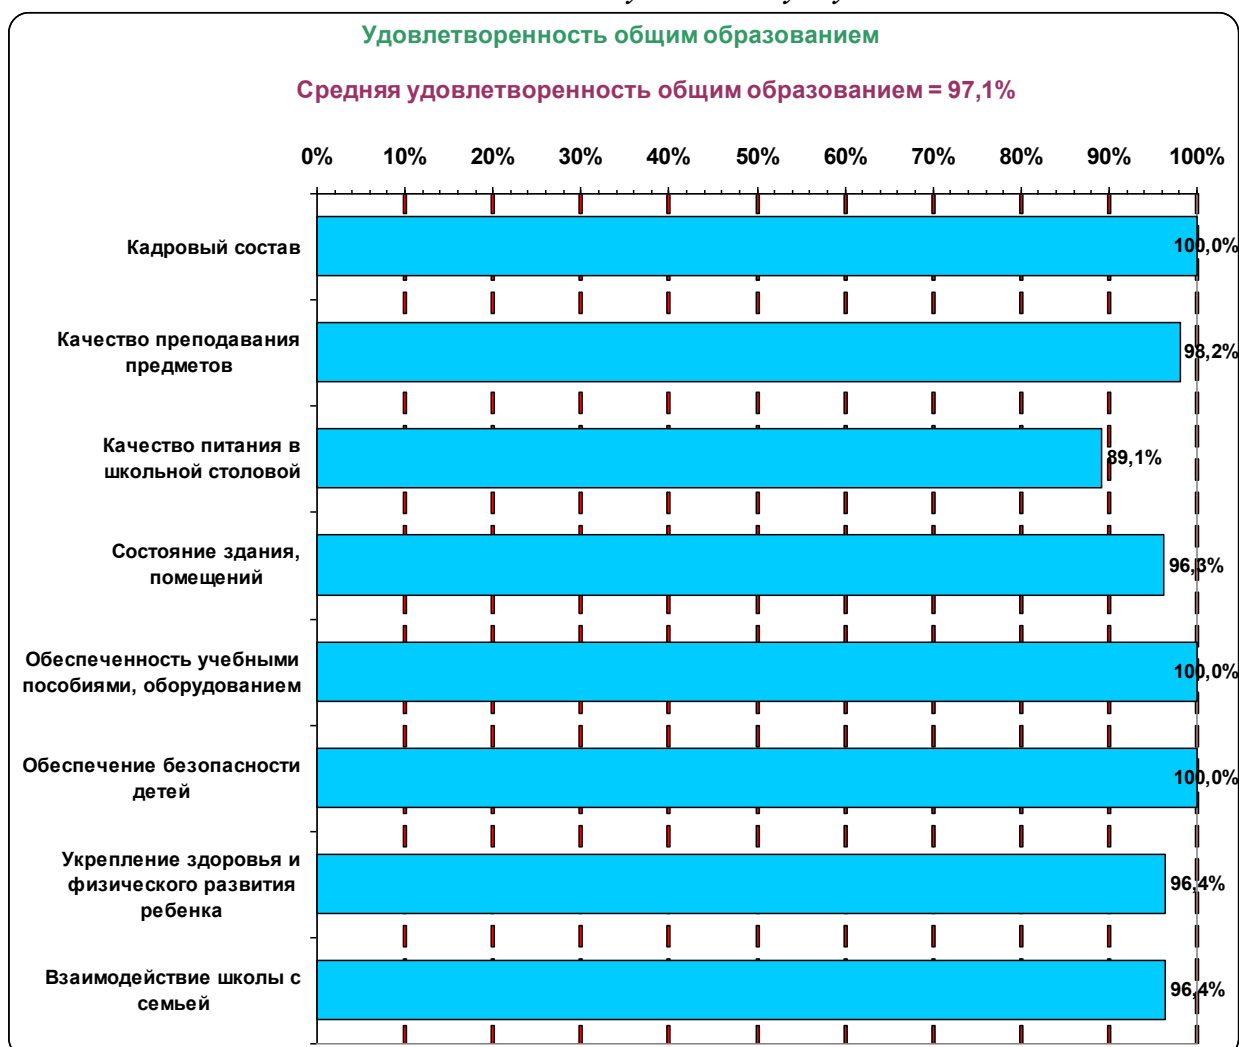 Удовлетворенность общим образованием
Средняя удовлетворенность общим образованием = 97,1%
0% 10% 20% 30% 40% 50% 60% 70% 80% 90% 100%
Кадровый состав
100,0%
Качество преподавания
предметов
98,2%
Качество питания в
школьной столовой
89,1%
Состояние здания,
помещений
96,3%
Обеспеченность учебными
пособиями, оборудованием
100,0%
Обеспечение безопасности
детей
100,0%
Укрепление здоровья и
физического развития
ребенка
96,4%
Взаимодействие школы с
семьей
96,4%